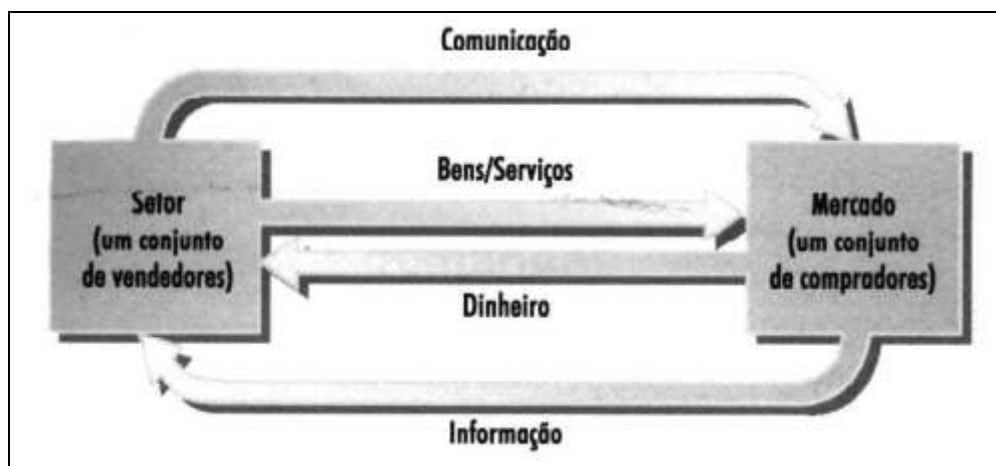 Comunicação
Bens/Serviços
Setor
(um conjunto
de vendedores)
Mercado
(um conjunto
de compradores)
Dinheiro
Informação